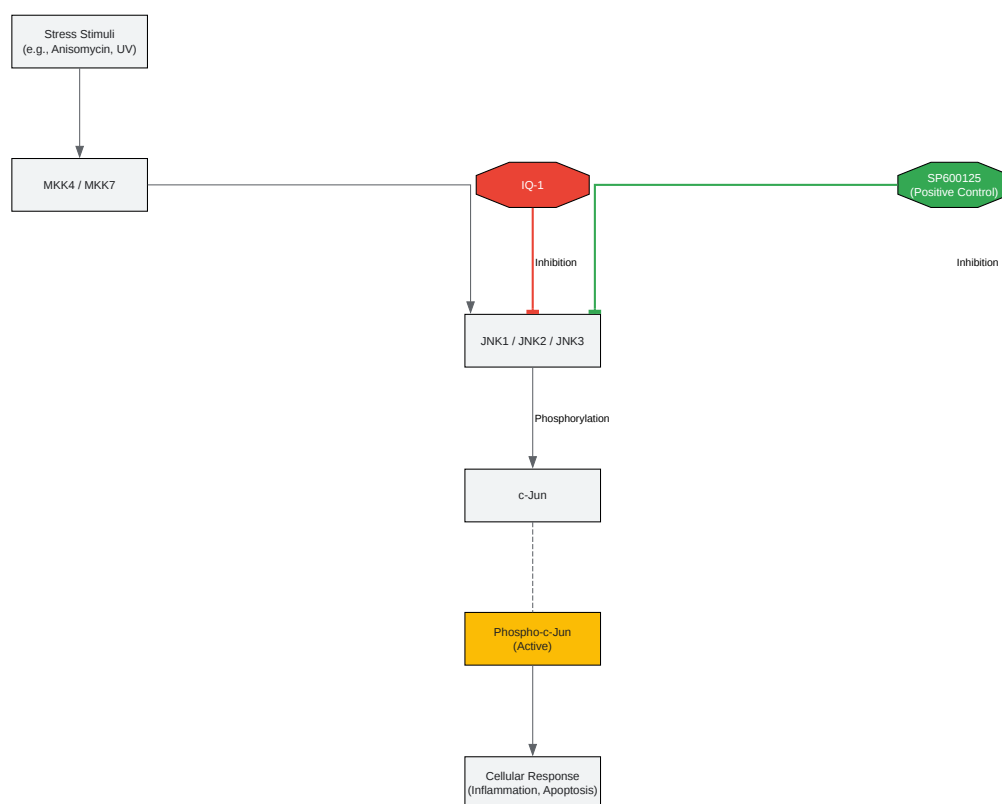 Stress Stimuli
(e.g., Anisomycin, UV)
MKK4 / MKK7
IQ-1
SP600125
(Positive Control)
Inhibition
Inhibition
JNK1 / JNK2 / JNK3
Phosphorylation
c-Jun
Phospho-c-Jun
(Active)
Cellular Response
(Inflammation, Apoptosis)